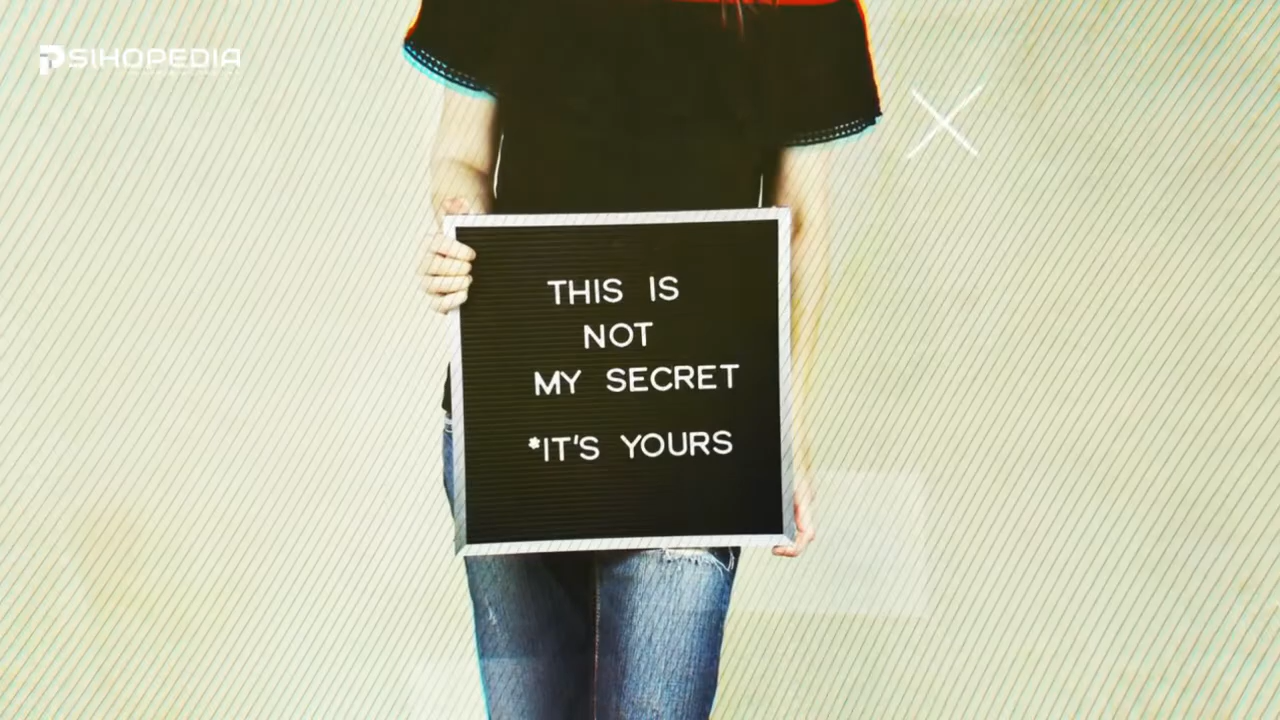 PSIHOPEDIA
THIS IS
NOT
MY SECRET
*IT'S YOURS